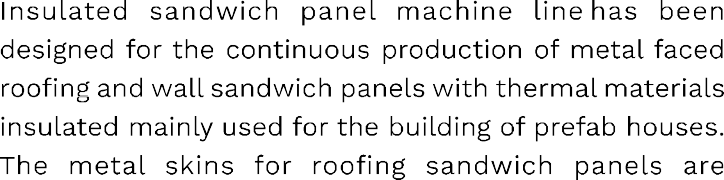 Insulated sandwich panel machine line has been
designed for the continuous production of metal faced
roofing and wall sandwich panels with thermal materials
insulated mainly used for the building of prefab houses.
The metal skins for roofing sandwich panels are